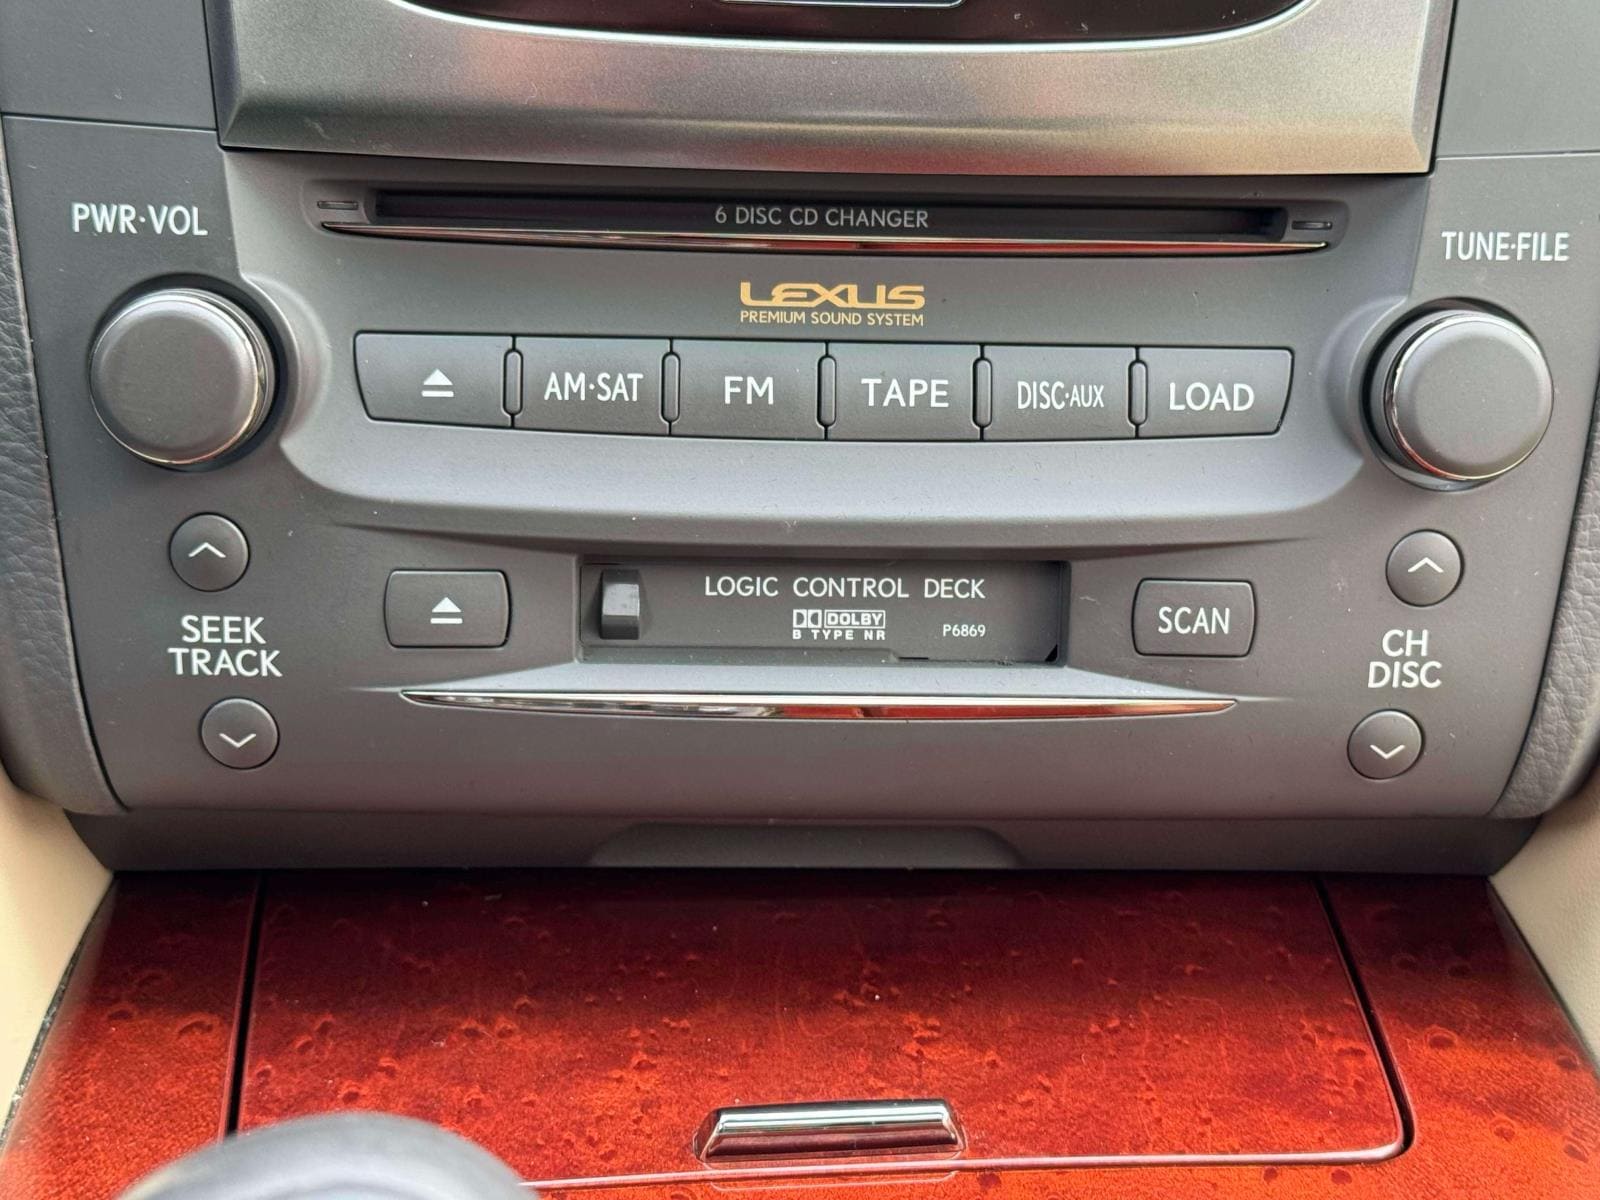 6 DISC CD CHANGER
PWR·VOL
TUNE·FILE
LEXUS
PREMIUM SOUND SYSTEM
AM·SAT
FM
TAPE
DISC·AUX
LOAD
LOGIC CONTROL DECK
DOLBY
B TYPE NR
P6869
SCAN
SEEK
TRACK
CH
DISC